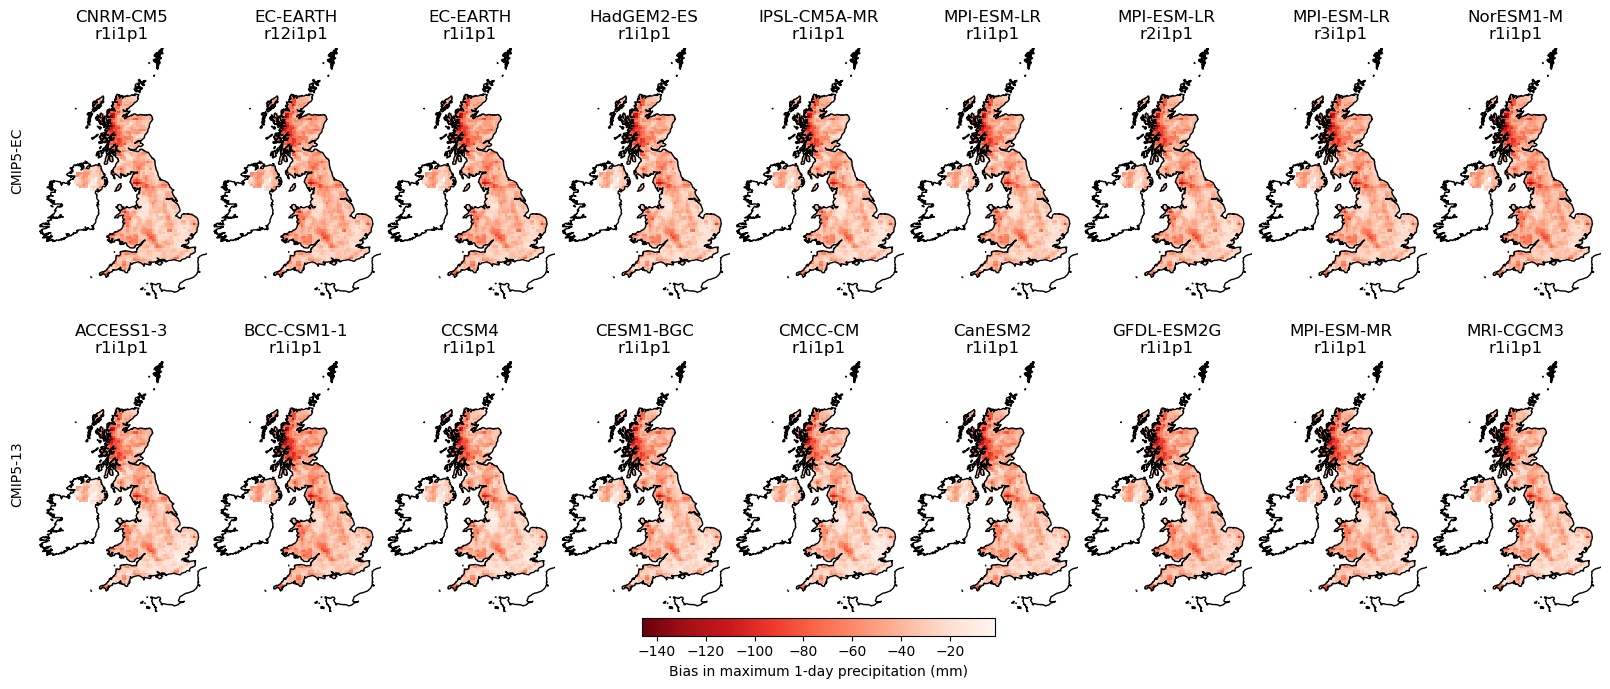 CNRM-CM5
r1i1p1
EC-EARTH
r12i1p1
EC-EARTH
r1i1p1
HadGEM2-ES
r1i1p1
IPSL-CM5A-MR
r1i1p1
MPI-ESM-LR
r1i1p1
MPI-ESM-LR
r2i1p1
MPI-ESM-LR
r3i1p1
NorESM1-M
r1i1p1
CMIP5-EC
ACCESS1-3
r1i1p1
BCC-CSM1-1
r1i1p1
CCSM4
r1i1p1
CESM1-BGC
r1i1p1
CMCC-CM
r1i1p1
CanESM2
r1i1p1
GFDL-ESM2G
r1i1p1
MPI-ESM-MR
r1i1p1
MRI-CGCM3
r1i1p1
CMIP5-13
−140 −120 −100 −80 −60 −40 −20
Bias in maximum 1-day precipitation (mm)